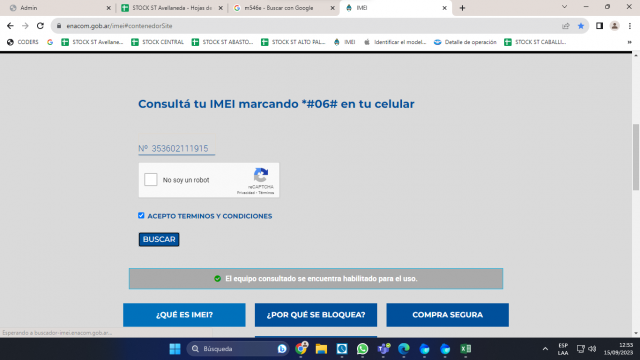 Admin
STOCK ST Avellaneda - Hojas de
m546e - Buscar con Google
IMEI
enacom.gob.ar/imei#contenedorSite
CODERS
STOCK ST Avellane...
STOCK CENTRAL
STOCK ST ABASTO...
STOCK ST ALTO PAL...
IMEI
Identificar el model...
Detalle de operación
STOCK ST CABALLI...
Consultá tu IMEI marcando *#06# en tu celular
Nº 353602111915
No soy un robot
reCAPTCHA
Privacidad - Términos
ACEPTO TERMINOS Y CONDICIONES
BUSCAR
El equipo consultado se encuentra habilitado para el uso.
¿QUÉ ES IMEI?
¿POR QUÉ SE BLOQUEA?
COMPRA SEGURA
Esperando a buscador-imei.enacom.gob.ar...
Búsqueda
ESP
LAA
12:53
15/09/2023